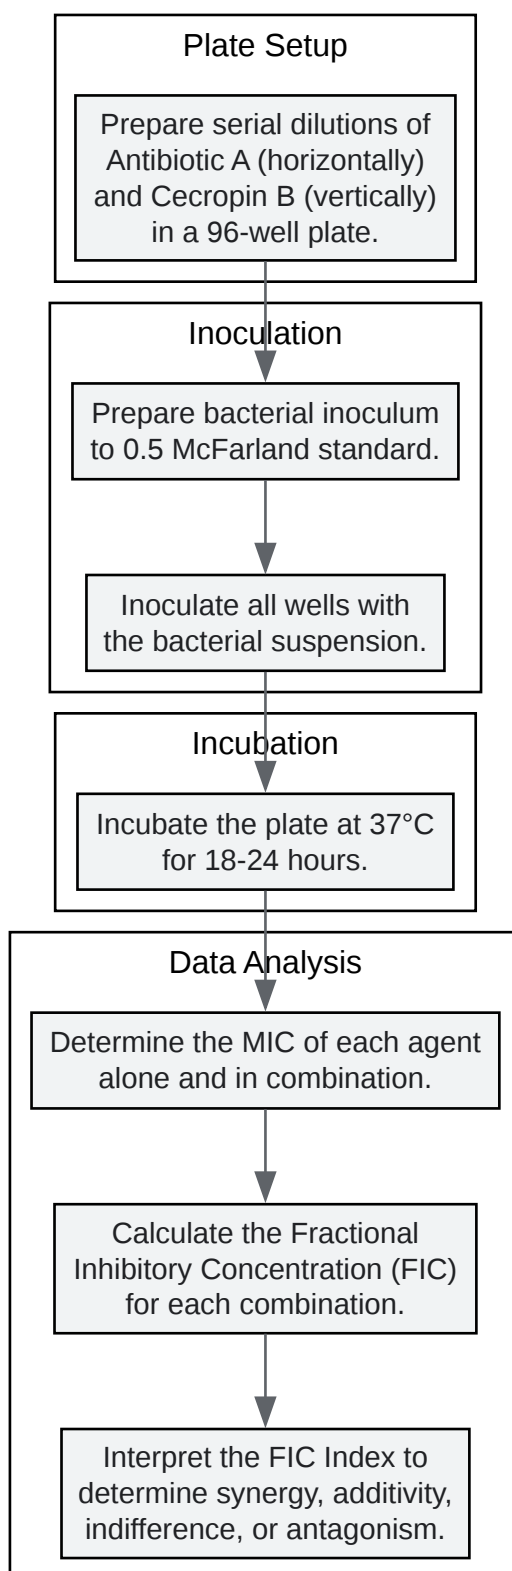 Plate Setup
Prepare serial dilutions of
Antibiotic A (horizontally)
and Cecropin B (vertically)
in a 96-well plate.
Inoculation
Prepare bacterial inoculum
to 0.5 McFarland standard.
Inoculate all wells with
the bacterial suspension.
Incubation
Incubate the plate at 37°C
for 18-24 hours.
Data Analysis
Determine the MIC of each agent
alone and in combination.
Calculate the Fractional
Inhibitory Concentration (FIC)
for each combination.
Interpret the FIC Index to
determine synergy, additivity,
indifference, or antagonism.